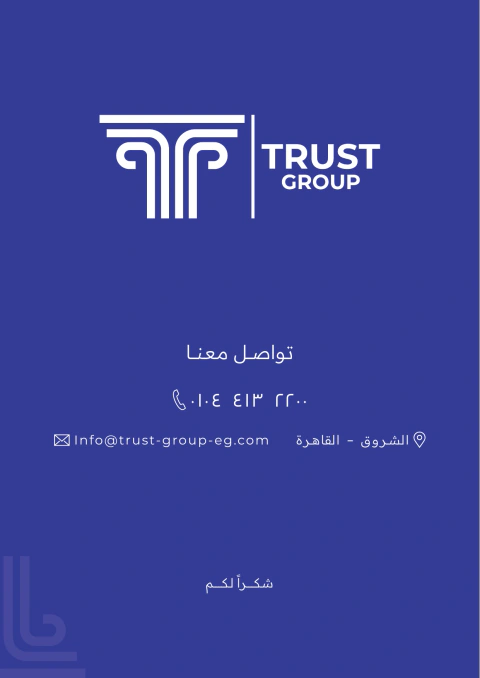 TRUST
GROUP
تواصل معنا
٠١٠٤ ٤١٣ ٢٢٠٠
Info@trust-group-eg.com
الشروق - القاهرة
شكراً لكم